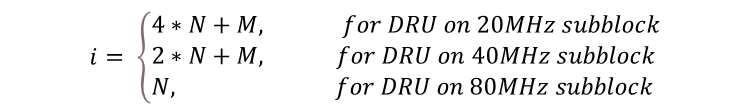 4 * N + M, for DRU on 20MHz subblock
i = { 2 * N + M, for DRU on 40MHz subblock
N, for DRU on 80MHz subblock